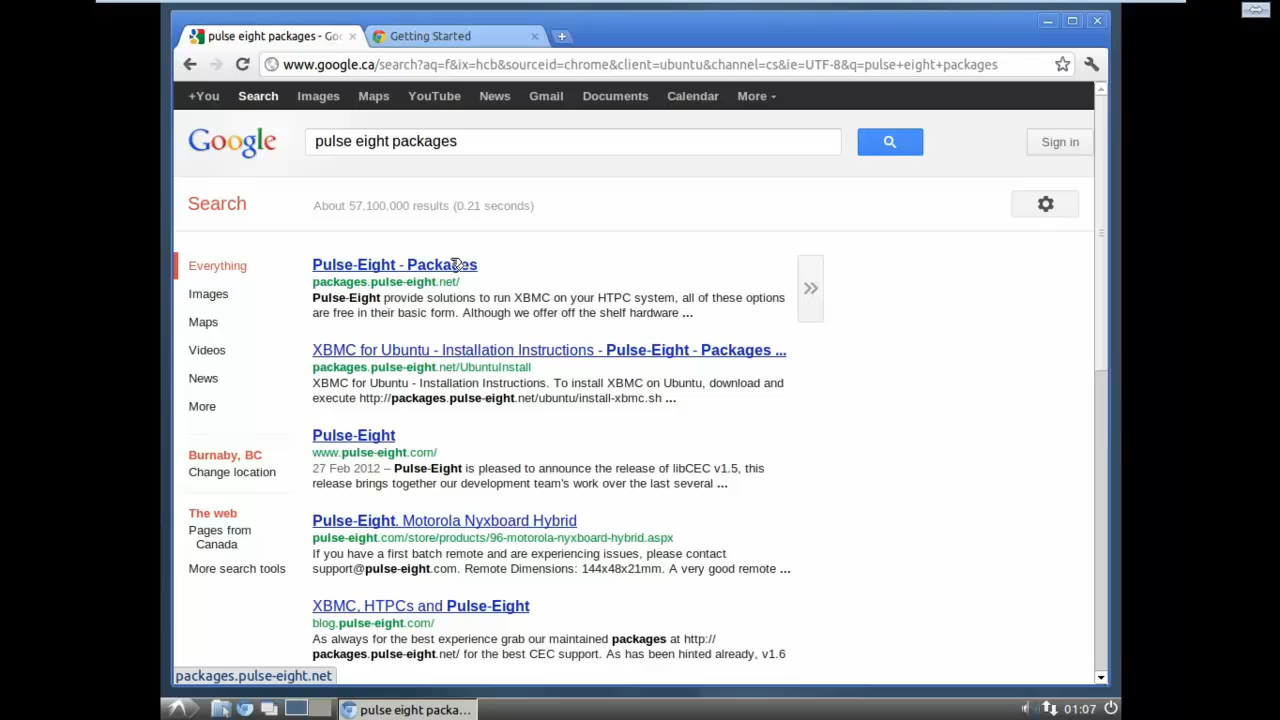 pulse eight packages - Goo
Getting Started
www.google.ca/search?aq=f&ix=hcb&sourceid=chrome&client=ubuntu&channel=cs&ie=UTF-8&q=pulse+eight+packages
+You Search Images Maps YouTube News Gmail Documents Calendar More
Google
pulse eight packages
Sign in
Search
About 57,100,000 results (0.21 seconds)
Everything
Images
Maps
Videos
News
More
Burnaby, BC
Change location
The web
Pages from
Canada
More search tools
Pulse-Eight - Packages
packages.pulse-eight.net/
Pulse-Eight provide solutions to run XBMC on your HTPC system, all of these options
are free in their basic form. Although we offer off the shelf hardware ...
XBMC for Ubuntu - Installation Instructions - Pulse-Eight - Packages ...
packages.pulse-eight.net/UbuntuInstall
XBMC for Ubuntu - Installation Instructions. To install XBMC on Ubuntu, download and
execute http://packages.pulse-eight.net/ubuntu/install-xbmc.sh ...
Pulse-Eight
www.pulse-eight.com/
27 Feb 2012 – Pulse-Eight is pleased to announce the release of libCEC v1.5, this
release brings together our development team's work over the last several ...
Pulse-Eight. Motorola Nyxboard Hybrid
pulse-eight.com/store/products/96-motorola-nyxboard-hybrid.aspx
If you have a first batch remote and are experiencing issues, please contact
support@pulse-eight.com. Remote Dimensions: 144x48x21mm. A very good remote ...
XBMC, HTPCs and Pulse-Eight
blog.pulse-eight.com/
As always for the best experience grab our maintained packages at http://
packages.pulse-eight.net/ for the best CEC support. As has been hinted already, v1.6
packages.pulse-eight.net
pulse eight packa...
01:07